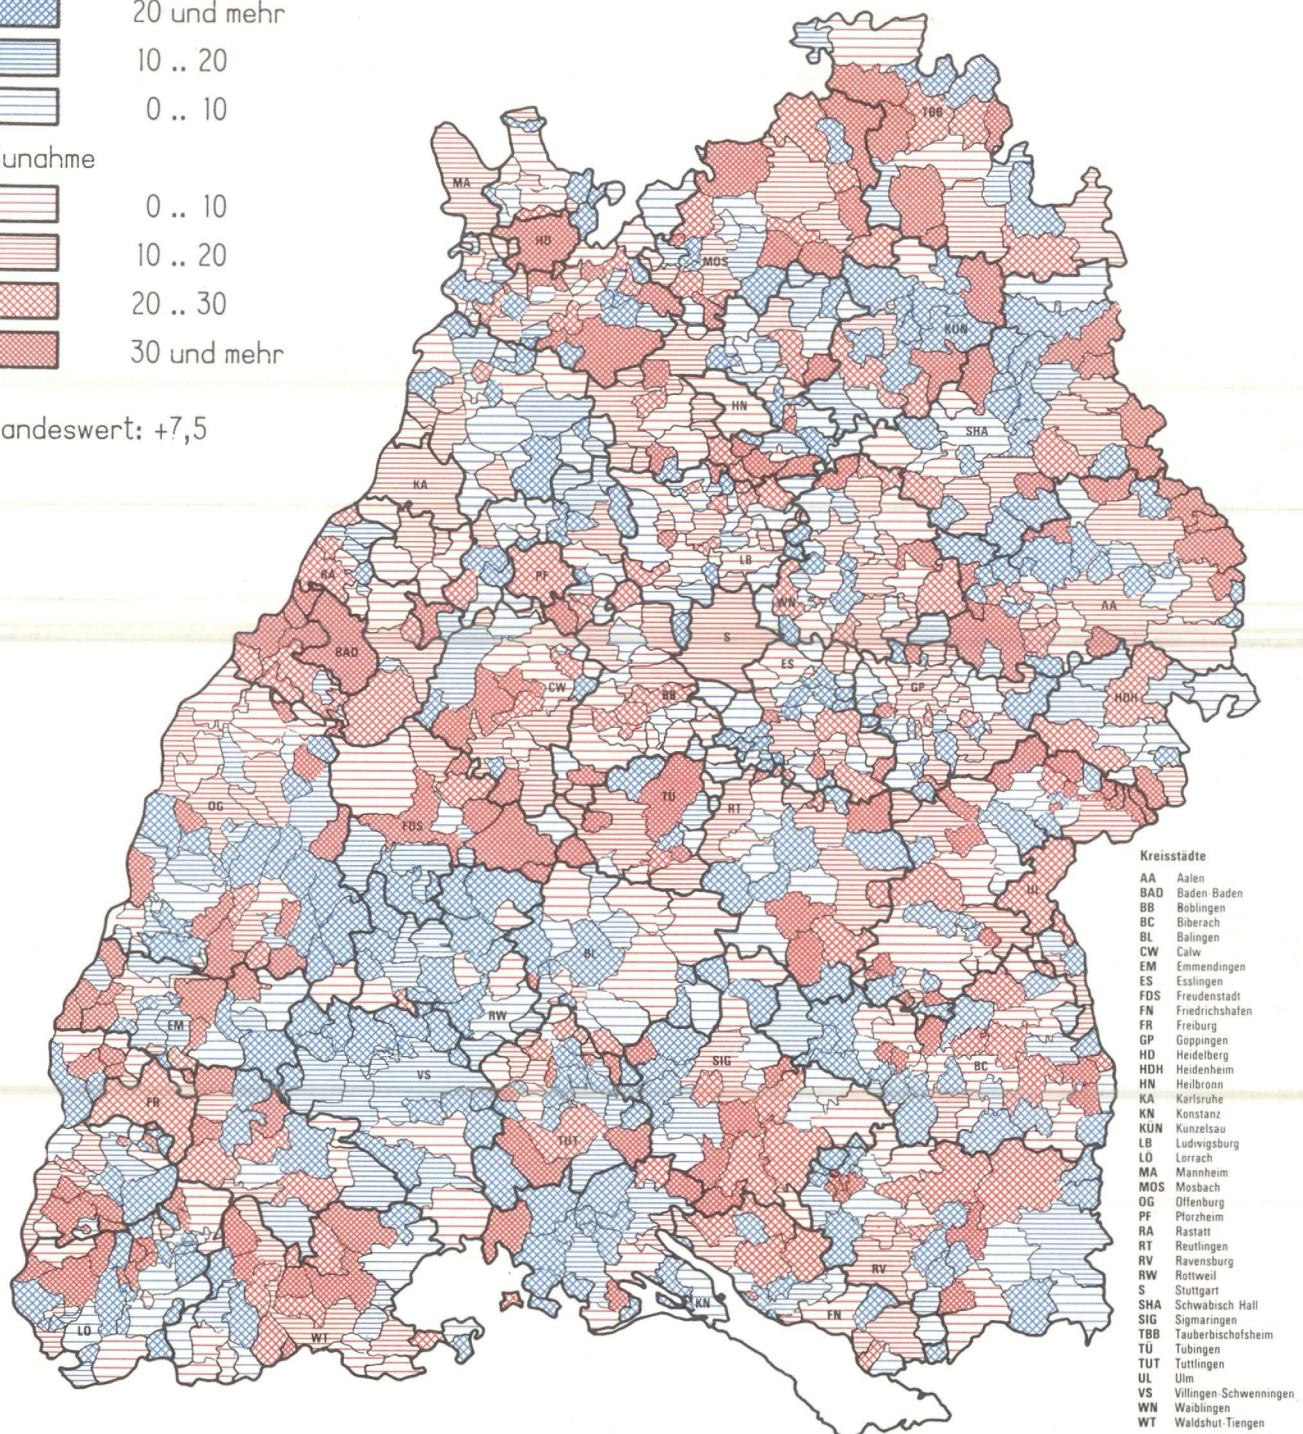 20 und mehr
10 .. 20
0 .. 10
unahme
0 .. 10
10 .. 20
20 .. 30
30 und mehr
andeswert: +7,5
TBB
MA
HD
MOS
KÜN
HN
SHA
KA
LB
PF
RA
WN
AA
S
BAD
ES
CW
BB
GP
HDH
TÜ
RT
OG
FDS
UL
BL
RW
EM
SIG
BC
VS
FR
TUT
RV
KN
FN
LÖ
WT
Kreisstädte
AA Aalen
BAD Baden-Baden
BB Böblingen
BC Biberach
BL Balingen
CW Calw
EM Emmendingen
ES Esslingen
FDS Freudenstadt
FN Friedrichshafen
FR Freiburg
GP Göppingen
HD Heidelberg
HDH Heidenheim
HN Heilbronn
KA Karlsruhe
KN Konstanz
KÜN Künzelsau
LB Ludwigsburg
LÖ Lörrach
MA Mannheim
MOS Mosbach
OG Offenburg
PF Pforzheim
RA Rastatt
RT Reutlingen
RV Ravensburg
RW Rottweil
S Stuttgart
SHA Schwäbisch Hall
SIG Sigmaringen
TBB Tauberbischofsheim
TÜ Tübingen
TUT Tuttlingen
UL Ulm
VS Villingen-Schwenningen
WN Waiblingen
WT Waldshut-Tiengen